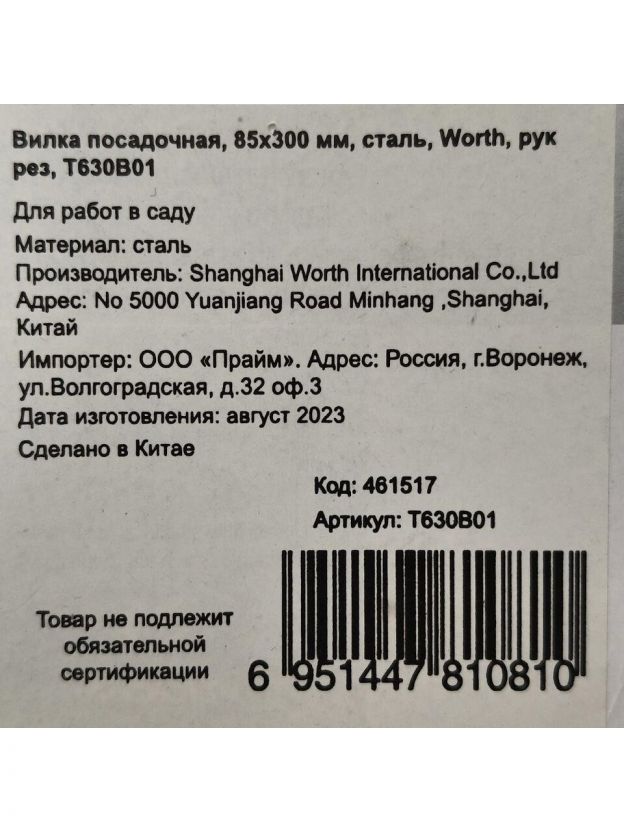 Вилка посадочная, 85х300 мм, сталь, Worth, рук
рез, T630B01
Для работ в саду
Материал: сталь
Производитель: Shanghai Worth International Co.,Ltd
Адрес: No 5000 Yuanjiang Road Minhang ,Shanghai,
Китай
Импортер: ООО «Прайм». Адрес: Россия, г.Воронеж,
ул.Волгоградская, д.32 оф.3
Дата изготовления: август 2023
Сделано в Китае
Код: 461517
Артикул: T630B01
Товар не подлежит
обязательной
сертификации
6 951447 810810